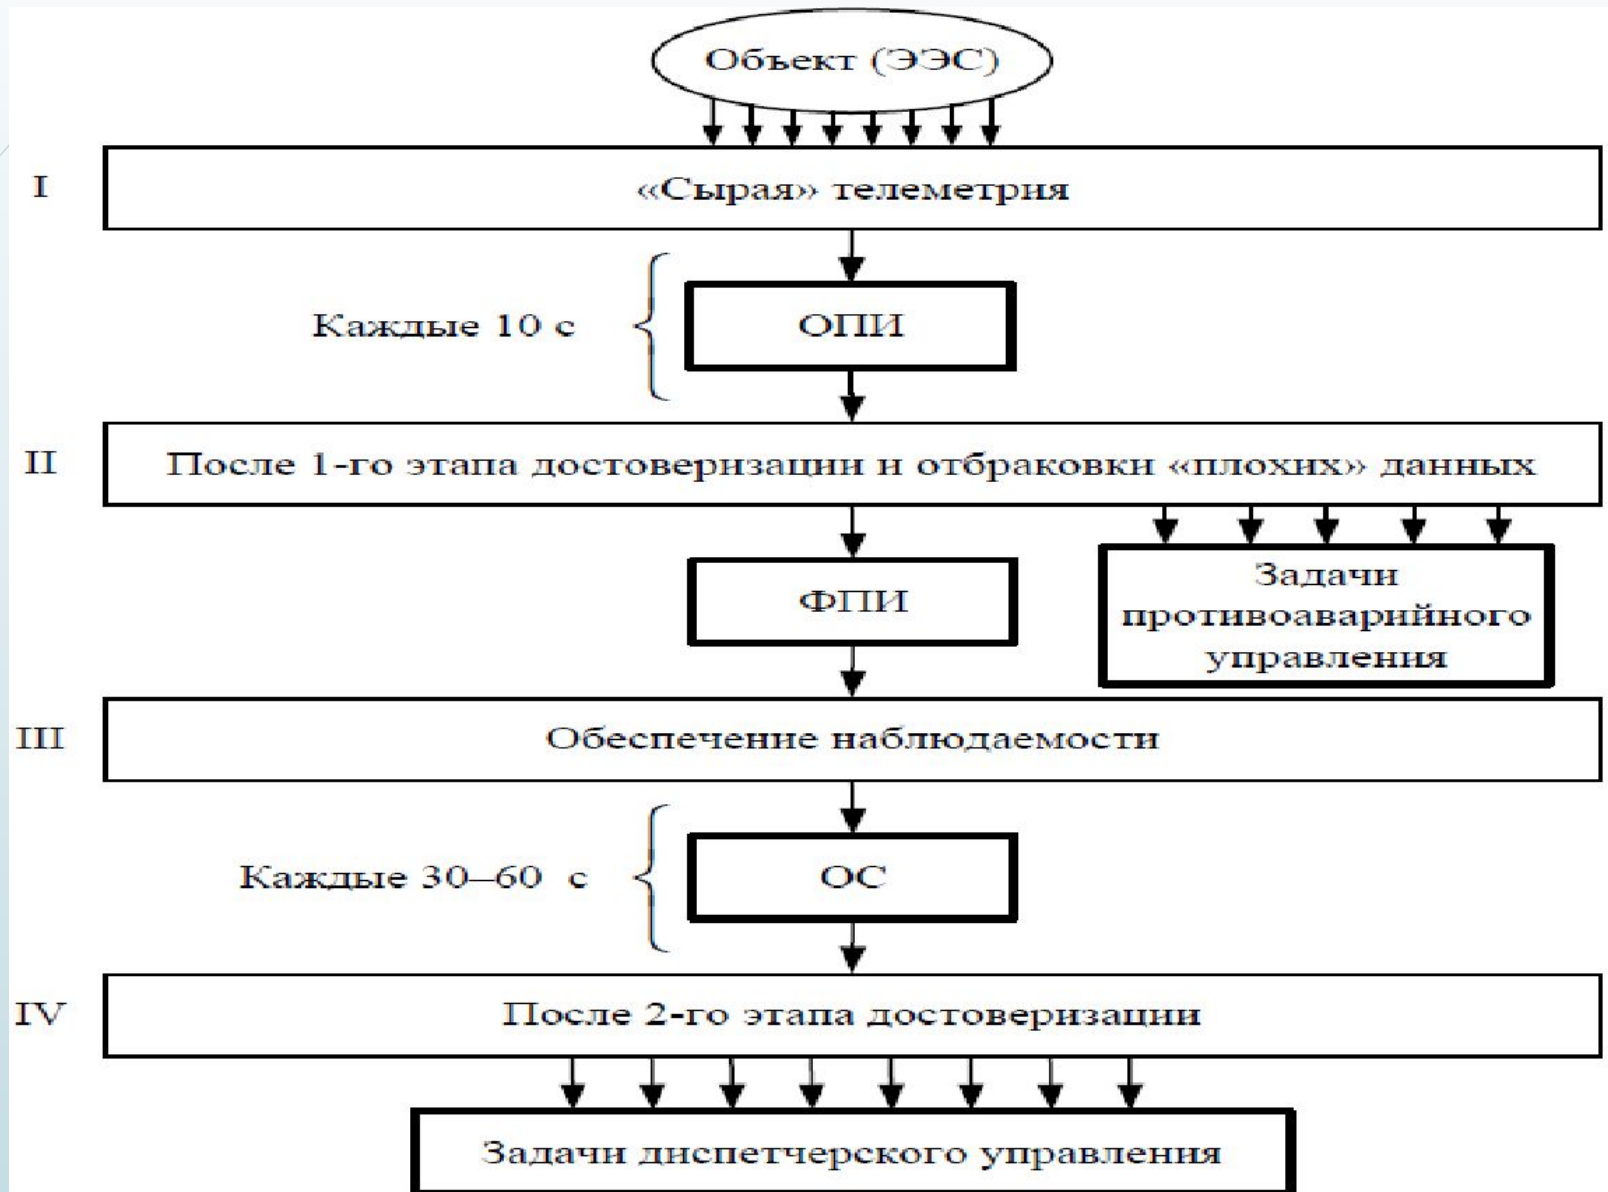 Объект (ЭЭС)
I
«Сырая» телеметрия
Каждые 10 с
ОПИ
II
После 1-го этапа достоверизации и отбраковки «плохих» данных
ФПИ
Задачи
противоаварийного
управления
III
Обеспечение наблюдаемости
Каждые 30–60 с
ОС
IV
После 2-го этапа достоверизации
Задачи диспетчерского управления